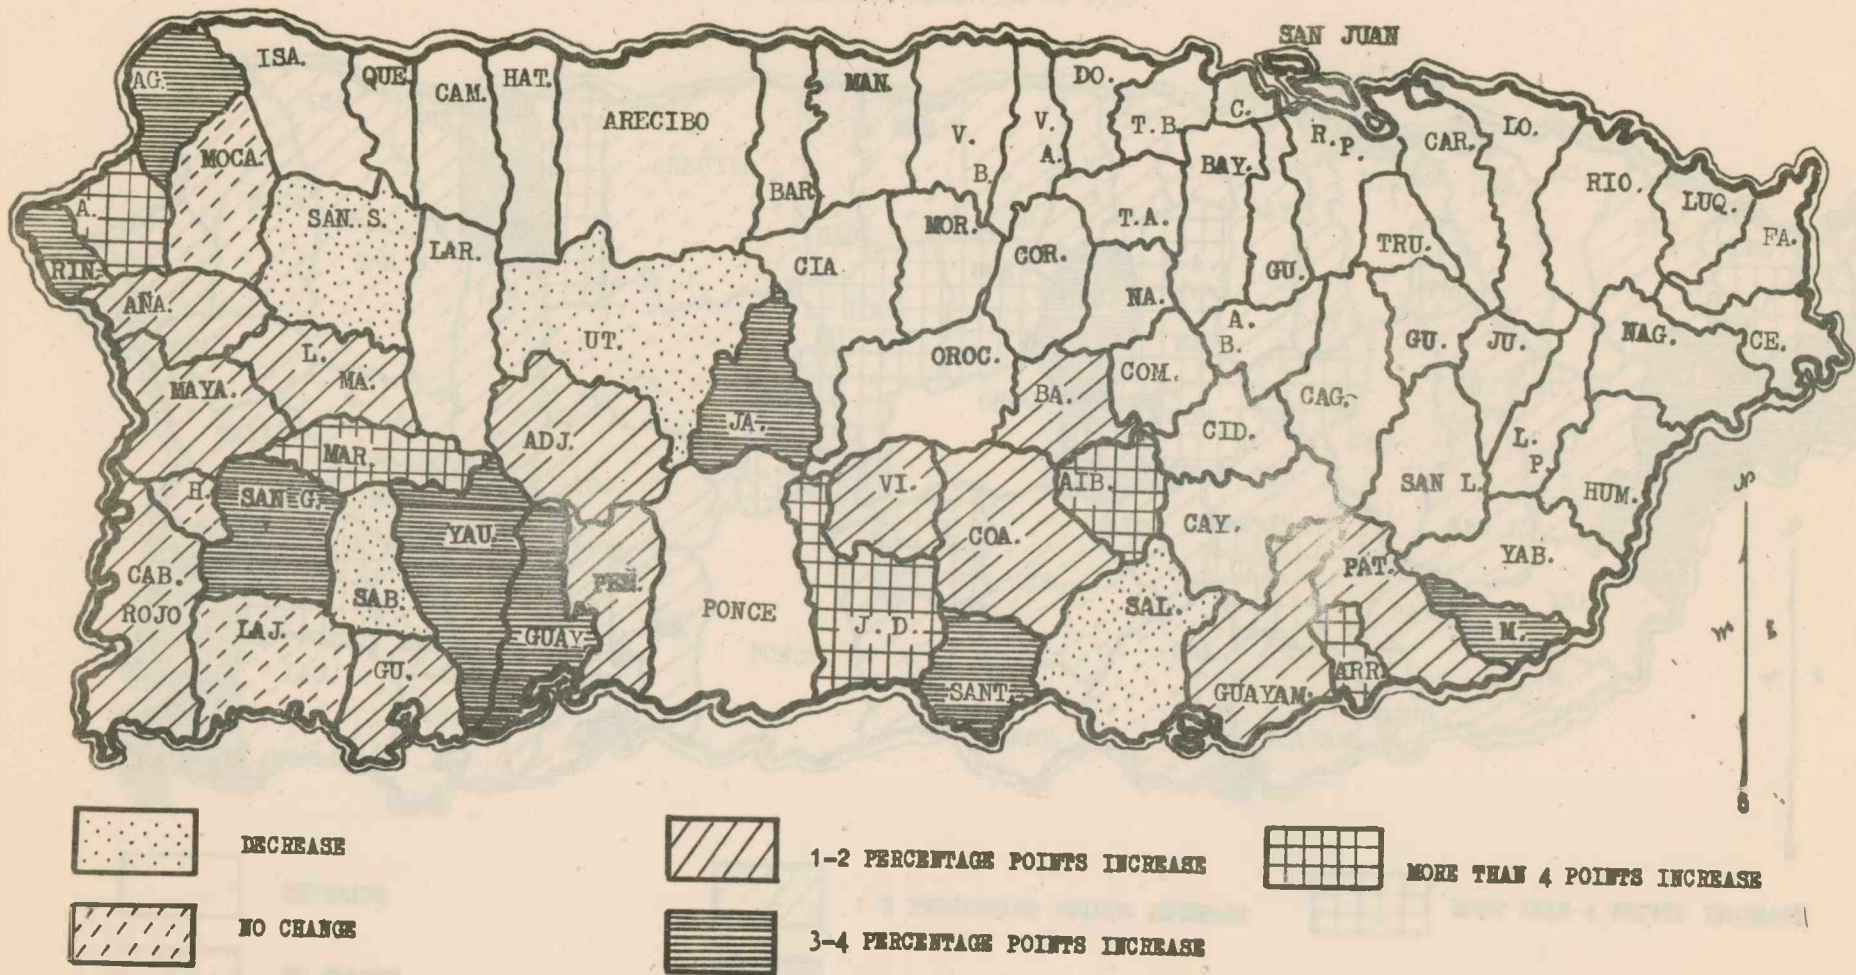 SAN JUAN
AG.
ISA.
QUE.
CAM.
HAT.
ARECIBO
BAR.
MAN.
V. B.
V. A.
DO.
T.B.
C.
BAY.
R.P.
CAR.
LO.
RIO.
LUQ.
FA.
MOCA.
A.
RIN.
SAN S.
LAR.
CIA
MOR.
COR.
T.A.
NA.
GU.
TRU.
AÑA.
L. MA.
MAYA.
UT.
JA.
OROC.
BA.
COM.
A. B.
CID.
CAG.
GU.
JU.
NAG.
CE.
MAR.
ADJ.
H.
SAN G.
YAU.
VI.
COA.
AIB.
CAY.
SAN L.
L. P.
HUM.
CAB. ROJO
LAJ.
SAB.
GU.
GUAY
PEN.
PONCE
J. D.
SANT.
SAL.
GUAYAM.
PAT.
ARR
M.
YAB.
N
W
E
S
DECREASE
NO CHANGE
1-2 PERCENTAGE POINTS INCREASE
3-4 PERCENTAGE POINTS INCREASE
MORE THAN 4 POINTS INCREASE